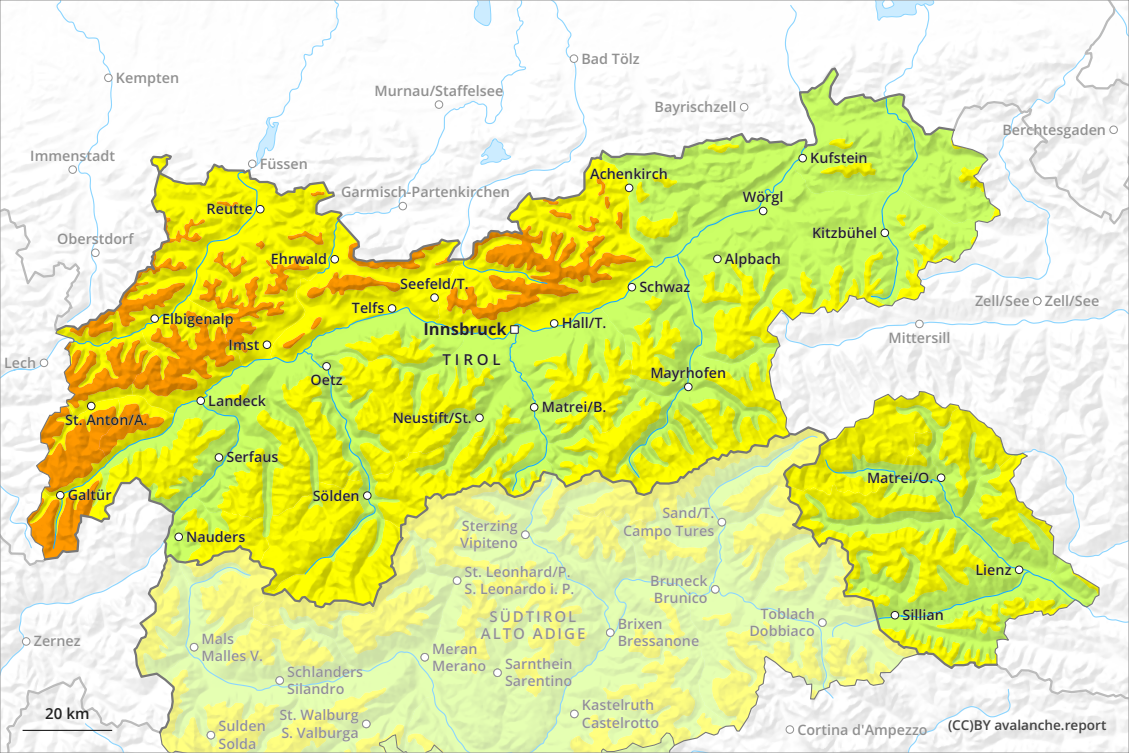 Kempten
Bad Tölz
Murnau/Staffelsee
Bayrischzell
Berchtesgaden
Immenstadt
Füssen
Kufstein
Achenkirch
Garmisch-Partenkirchen
Wörgl
Reutte
Oberstdorf
Kitzbühel
Ehrwald
Alpbach
Seefeld/T.
Schwaz
Zell/See
Zell/See
Telfs
Elbigenalp
Innsbruck
Hall/T.
Mittersill
Imst
TIROL
Lech
Oetz
Mayrhofen
Landeck
Matrei/B.
St. Anton/A.
Neustift/St.
Serfaus
Matrei/O.
Galtür
Sölden
Sand/T.
Campo Tures
Sterzing
Vipiteno
Nauders
Lienz
St. Leonhard/P.
S. Leonardo i. P.
Bruneck
Brunico
Sillian
SÜDTIROL
ALTO ADIGE
Toblach
Dobbiaco
Brixen
Bressanone
Zernez
Mals
Malles V.
Meran
Merano
Sarnthein
Sarentino
Schlanders
Silandro
20 km
St. Walburg
S. Valburga
Kastelruth
Castelrotto
Sulden
Solda
Cortina d'Ampezzo
(CC)BY avalanche.report